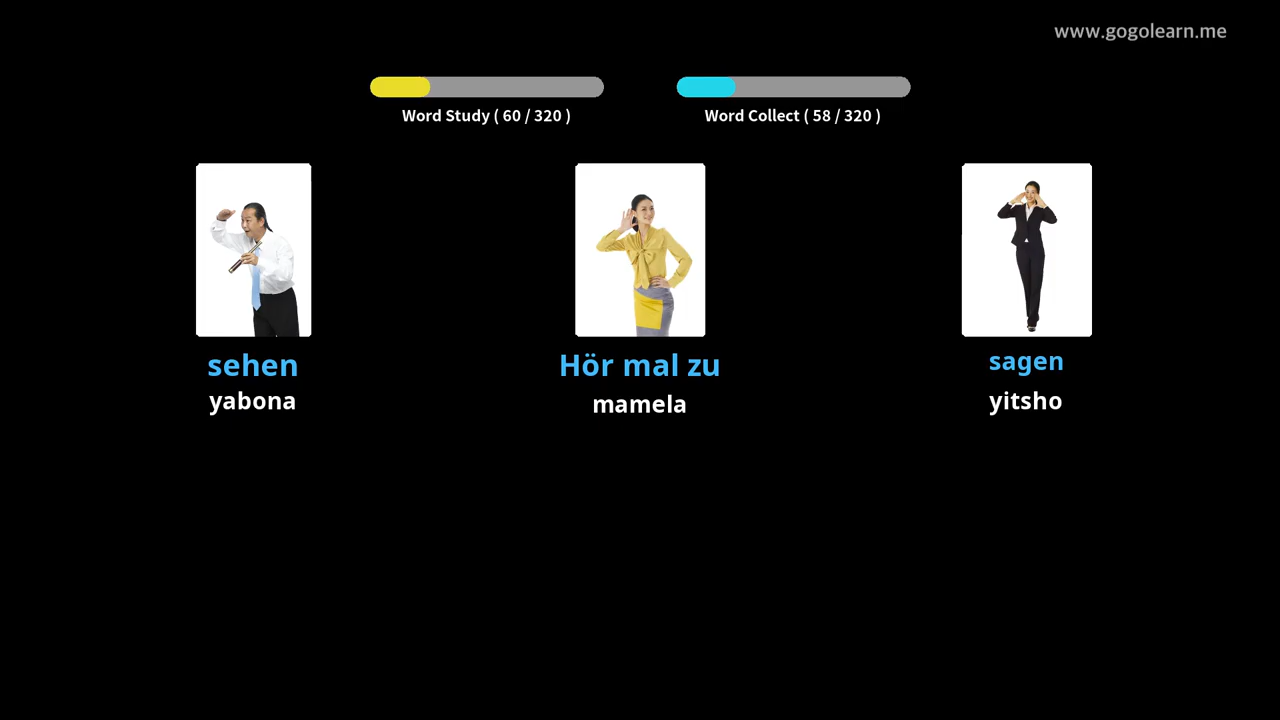 www.gogolearn.me
Word Study ( 60 / 320 )
Word Collect ( 58 / 320 )
sehen
Hör mal zu
sagen
yabona
mamela
yitsho